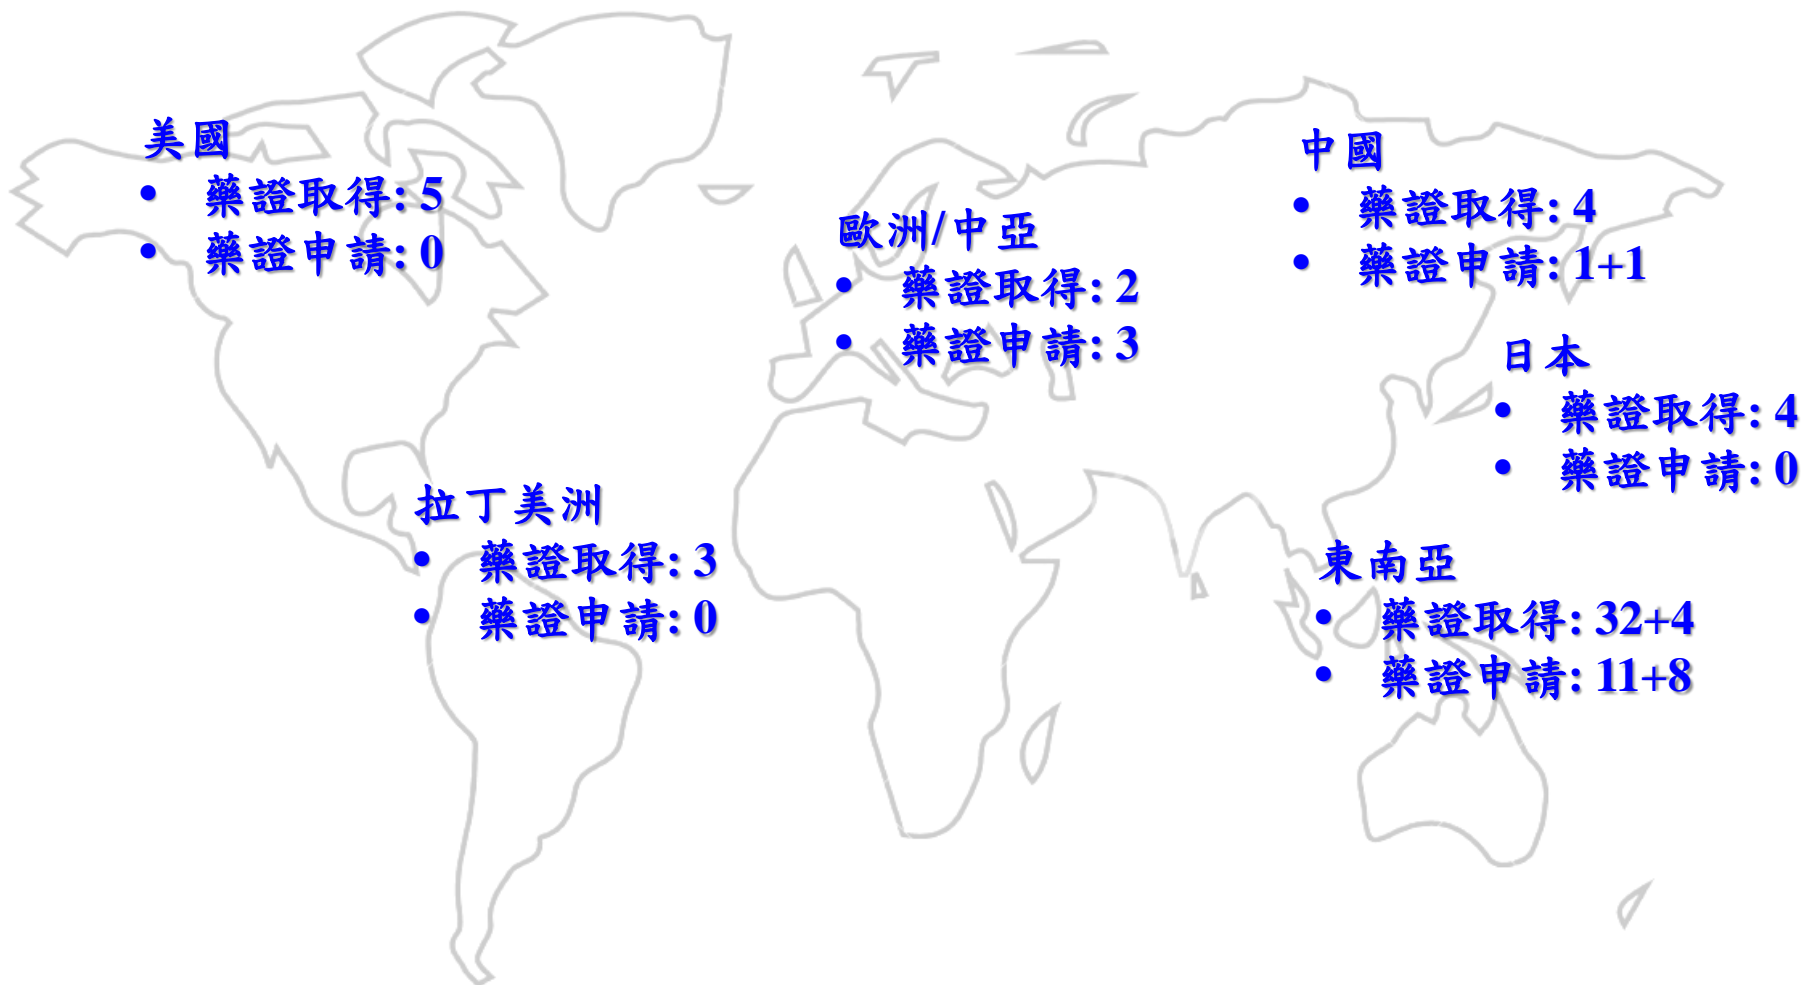 美國
• 藥證取得: 5
• 藥證申請: 0
中國
• 藥證取得: 4
• 藥證申請: 1+1
歐洲/中亞
• 藥證取得: 2
• 藥證申請: 3
日本
• 藥證取得: 4
• 藥證申請: 0
拉丁美洲
• 藥證取得: 3
• 藥證申請: 0
東南亞
• 藥證取得: 32+4
• 藥證申請: 11+8